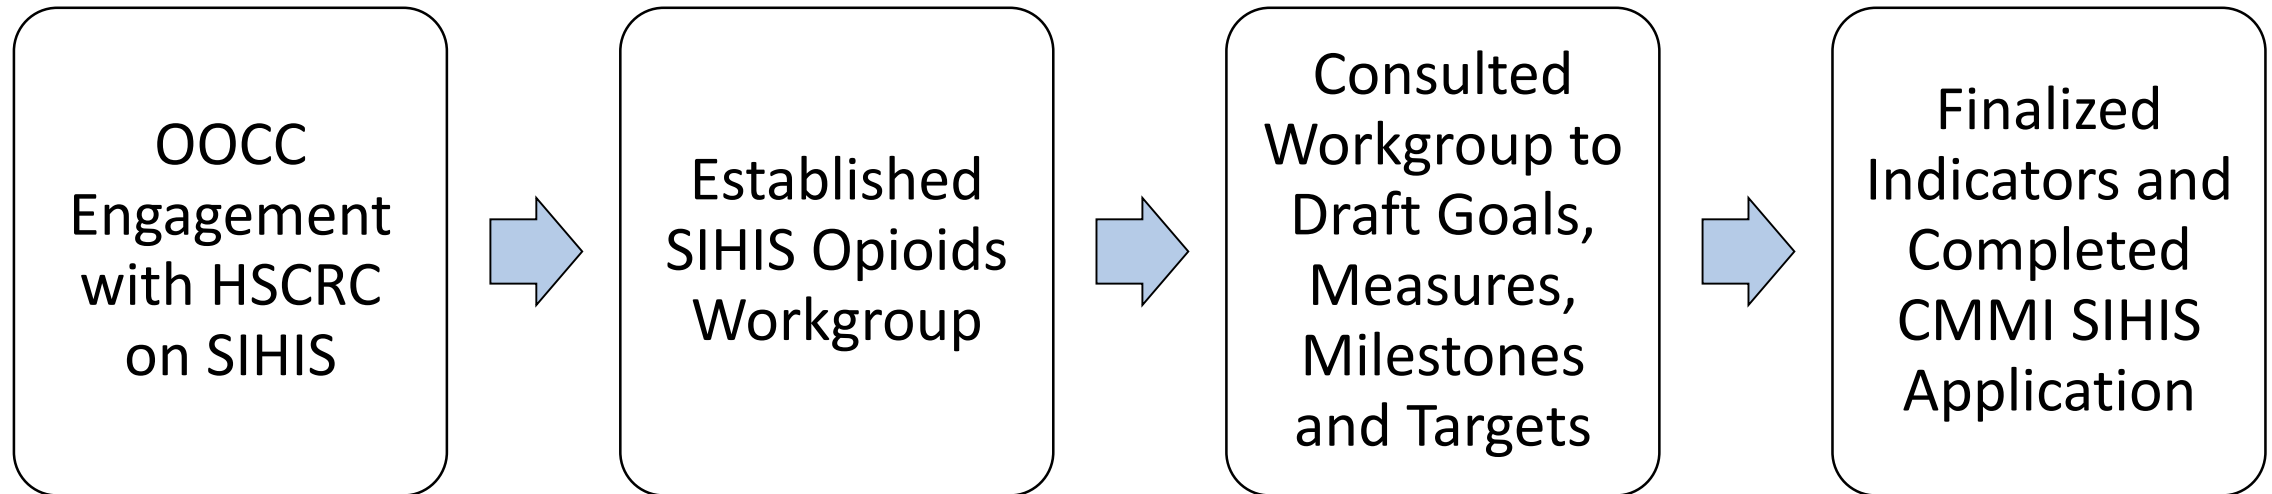 OOCC
Engagement
with HSCRC
on SIHIS
Established
SIHIS Opioids
Workgroup
Consulted
Workgroup to
Draft Goals,
Measures,
Milestones
and Targets
Finalized
Indicators and
Completed
CMMI SIHIS
Application